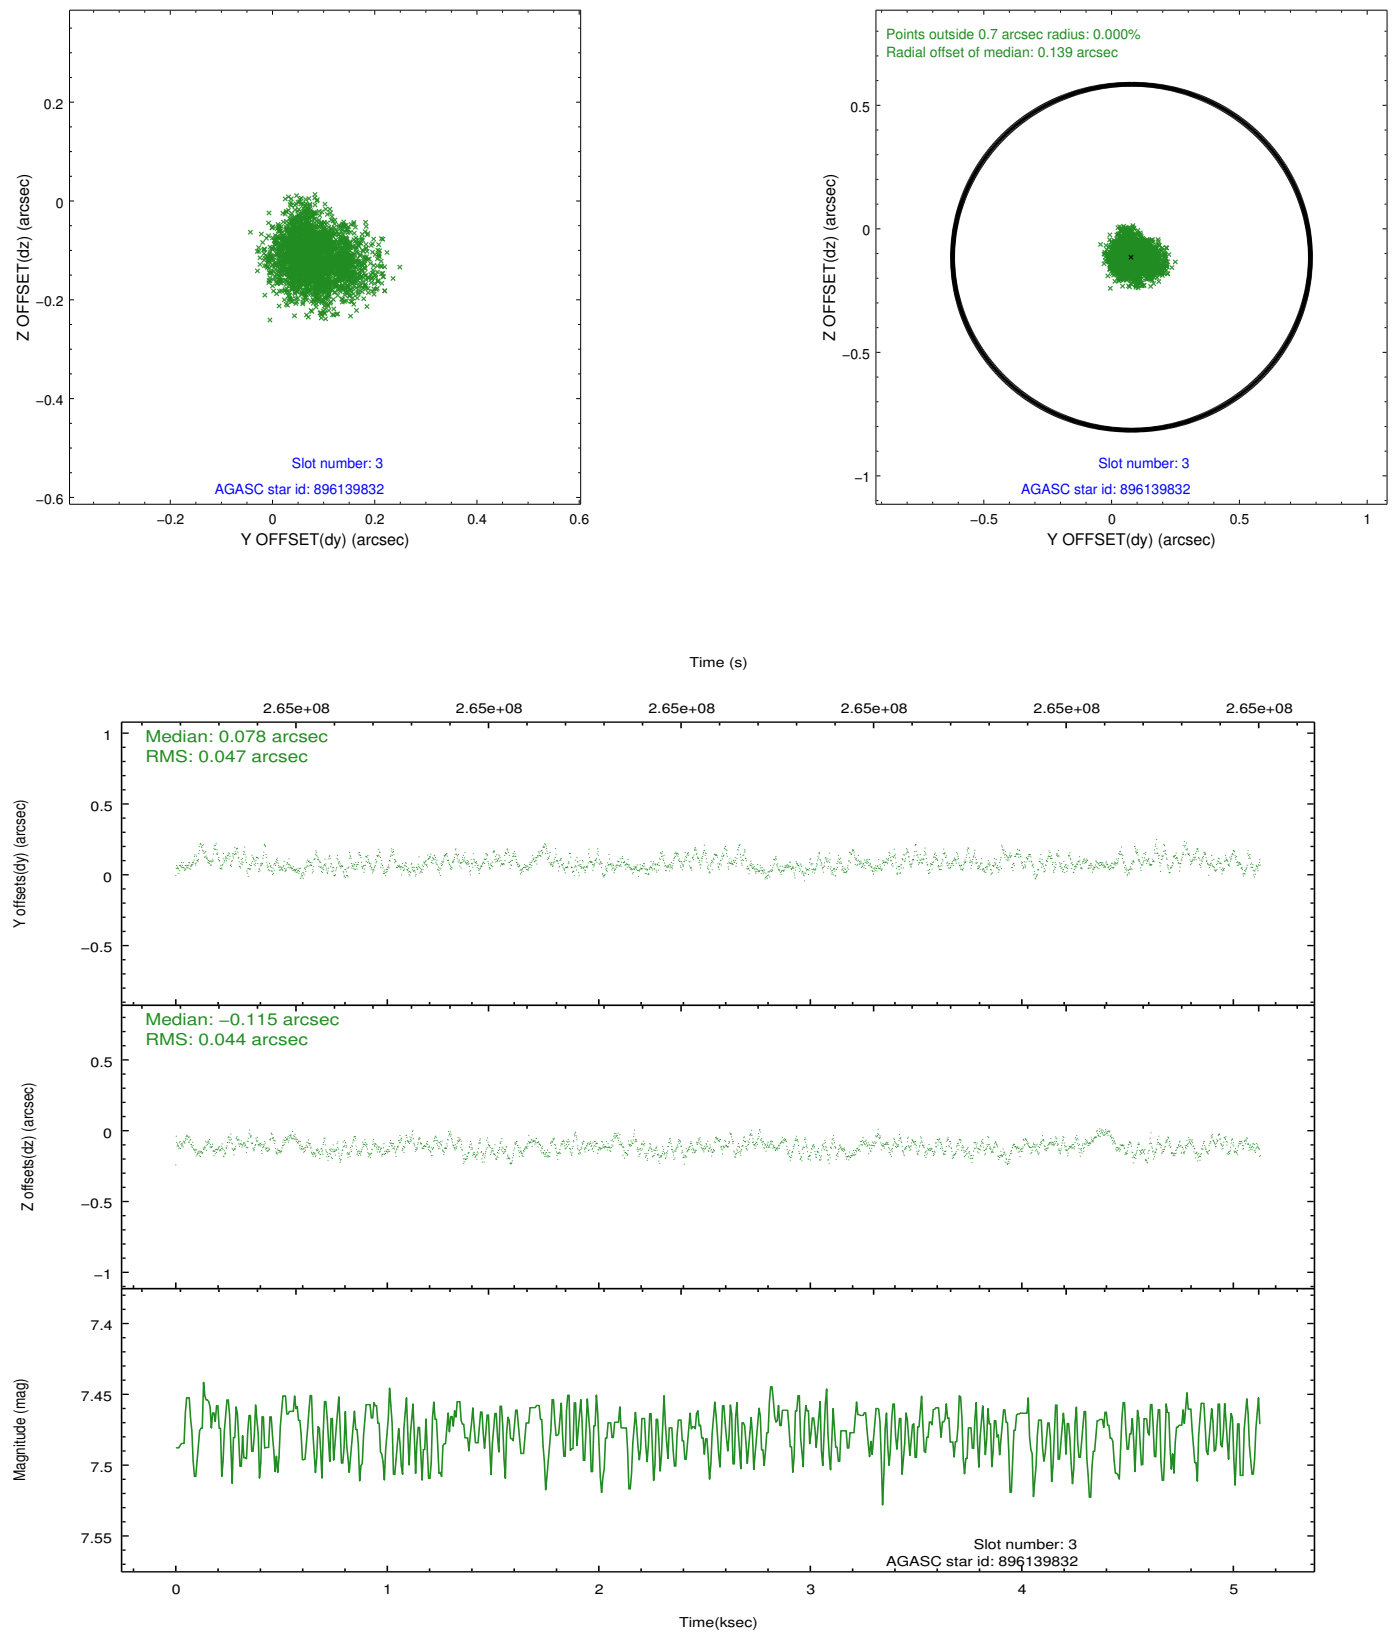 0.2
0
−0.2
−0.4
−0.6
Z OFFSET(dz) (arcsec)
Slot number: 3
AGASC star id: 896139832
−0.2 0 0.2 0.4 0.6
Y OFFSET(dy) (arcsec)
Points outside 0.7 arcsec radius: 0.000%
Radial offset of median: 0.139 arcsec
0.5
0
−0.5
−1
Z OFFSET(dz) (arcsec)
Slot number: 3
AGASC star id: 896139832
−0.5 0 0.5 1
Y OFFSET(dy) (arcsec)
Time (s)
2.65e+08 2.65e+08 2.65e+08 2.65e+08 2.65e+08 2.65e+08
Median: 0.078 arcsec
RMS: 0.047 arcsec
1
0.5
0
−0.5
Y offsets(dy) (arcsec)
Median: −0.115 arcsec
RMS: 0.044 arcsec
0.5
0
−0.5
−1
Z offsets(dz) (arcsec)
7.4
7.45
7.5
7.55
Magnitude (mag)
Slot number: 3
AGASC star id: 896139832
0 1 2 3 4 5
Time(ksec)